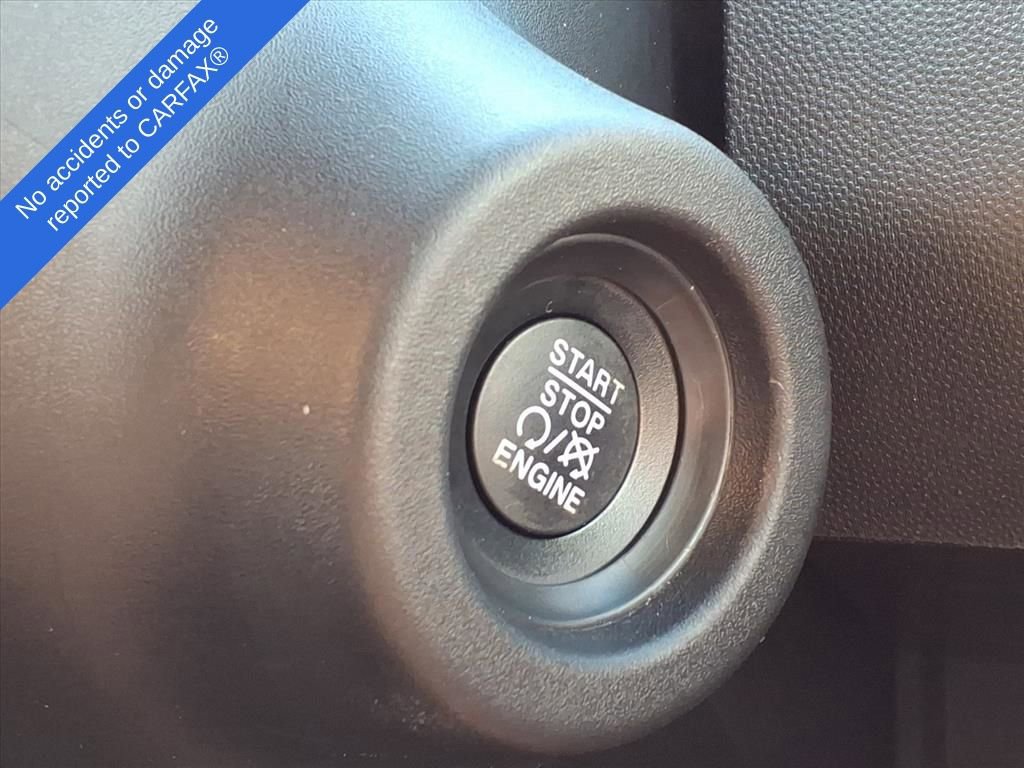 No accidents or damage
reported to CARFAX®
START
STOP
ENGINE